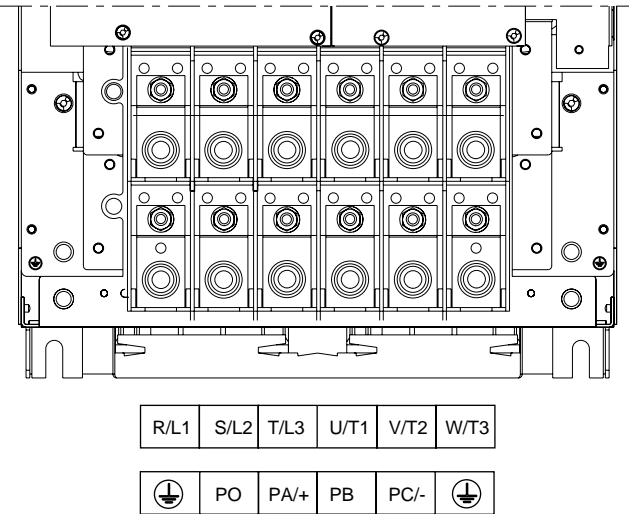 R/L1 S/L2 T/L3 U/T1 V/T2 W/T3
PO PA/+ PB PC/-